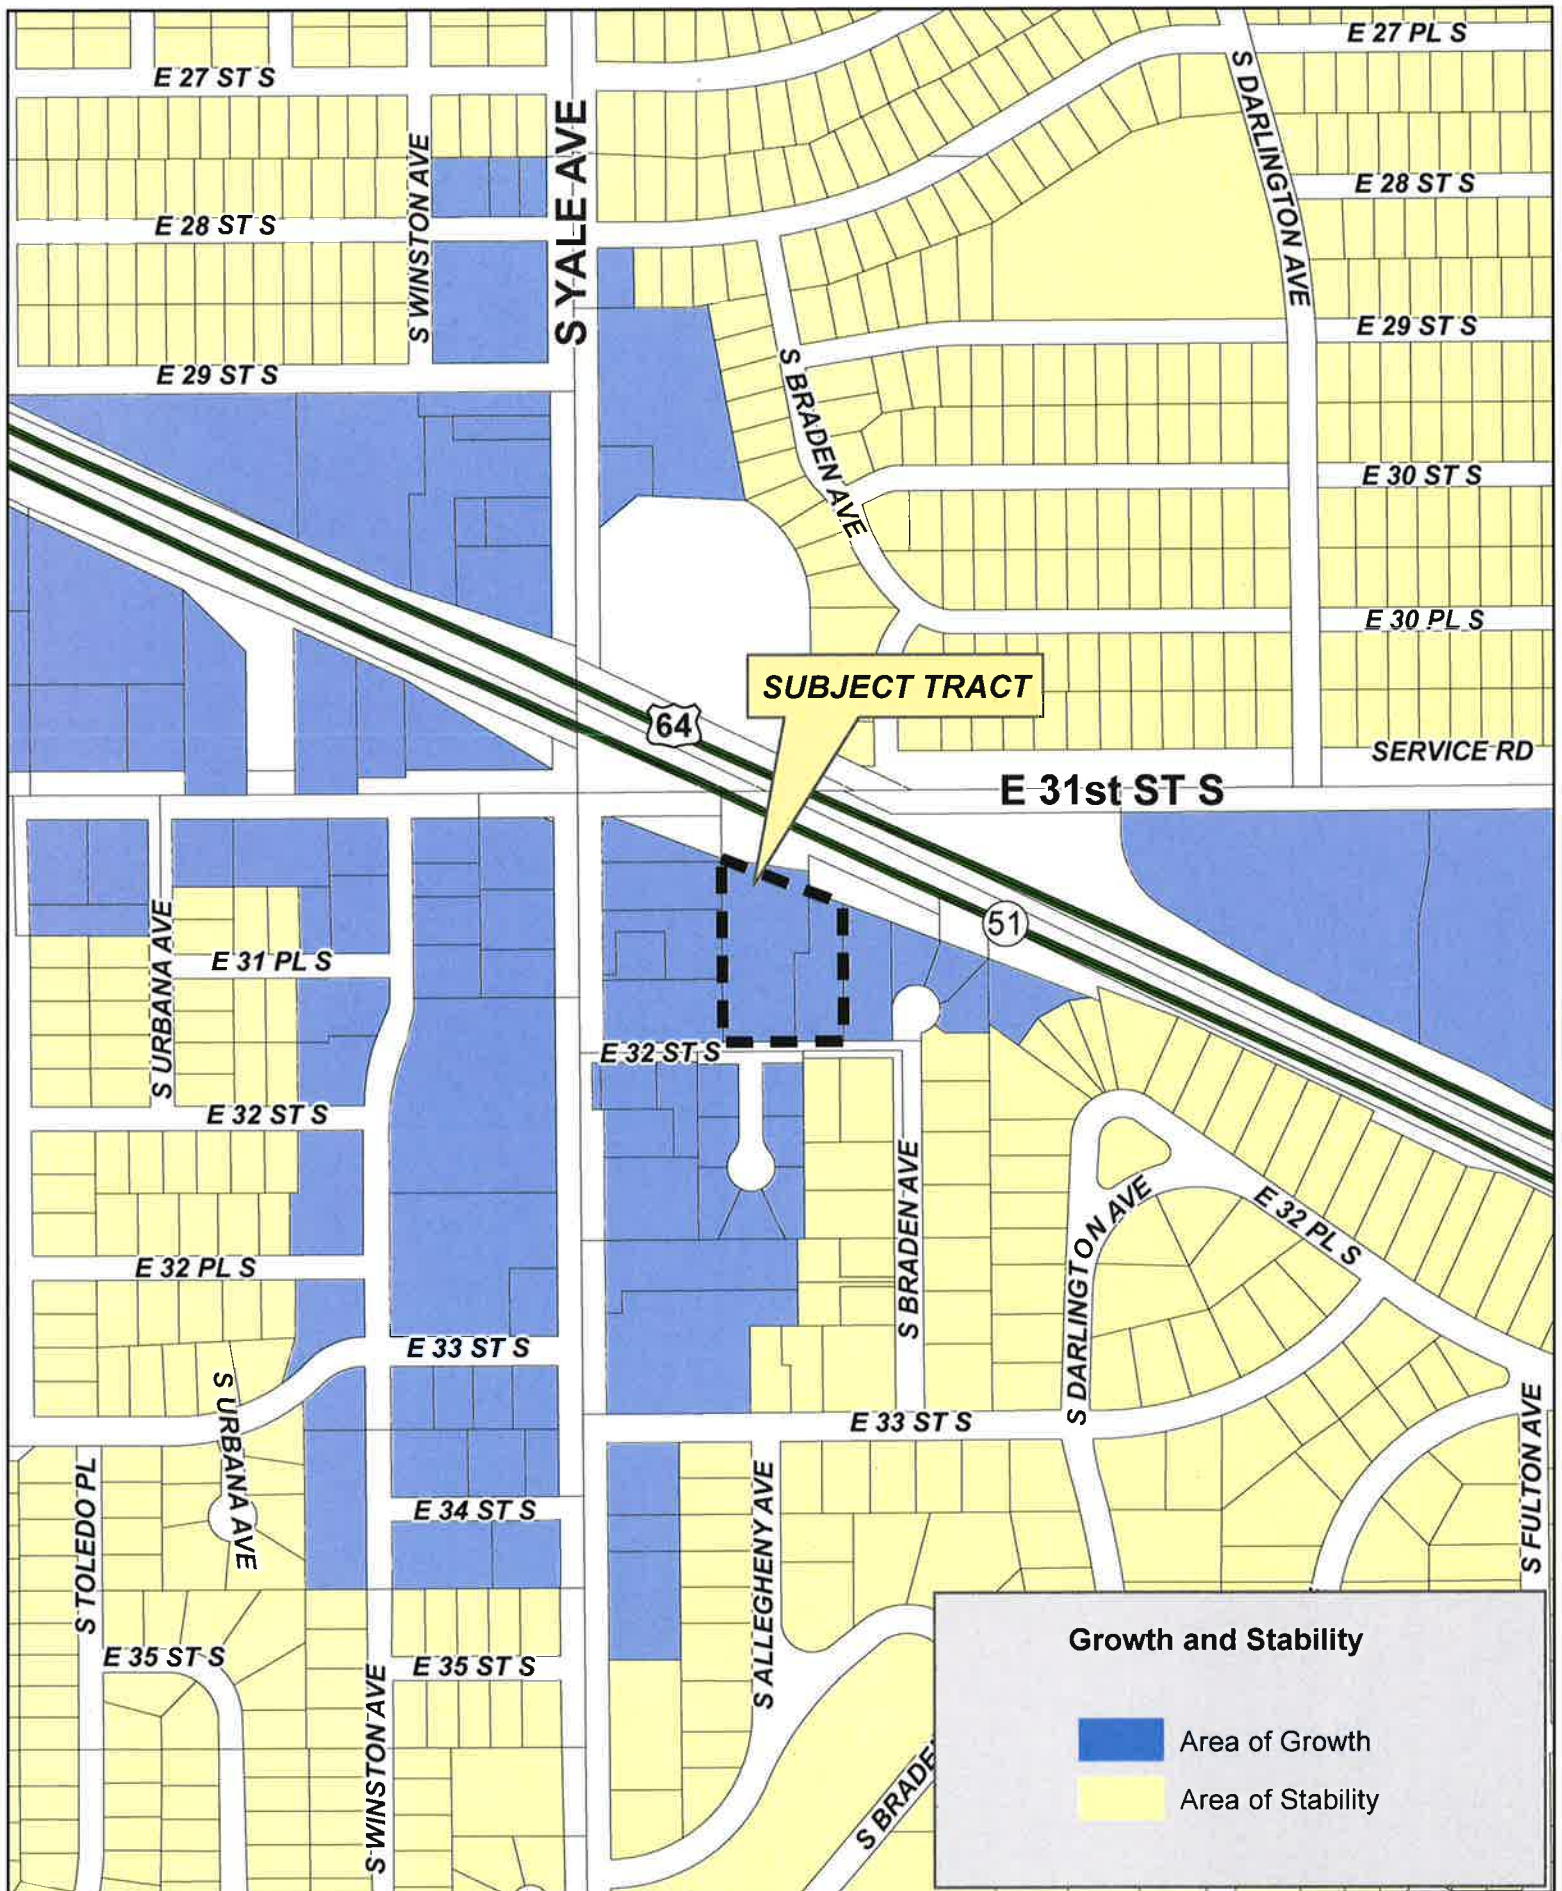 E 27 PL S
E 27 ST S
S DARLINGTON AVE
S YALE AVE
S WINSTON AVE
E 28 ST S
E 28 ST S
E 29 ST S
S BRADEN AVE
E 29 ST S
E 30 ST S
E 30 PL S
SUBJECT TRACT
64
SERVICE RD
E 31st ST S
51
S URBANA AVE
E 31 PL S
E 32 ST S
E 32 ST S
S BRADEN AVE
S DARLINGTON AVE
E 32 PL S
E 32 PL S
E 33 ST S
S URBANA AVE
E 33 ST S
S FULTON AVE
S TOLEDO PL
E 34 ST S
S ALLEGHENY AVE
E 35 ST S
E 35 ST S
S WINSTON AVE
S BRADE
Growth and Stability
Area of Growth
Area of Stability